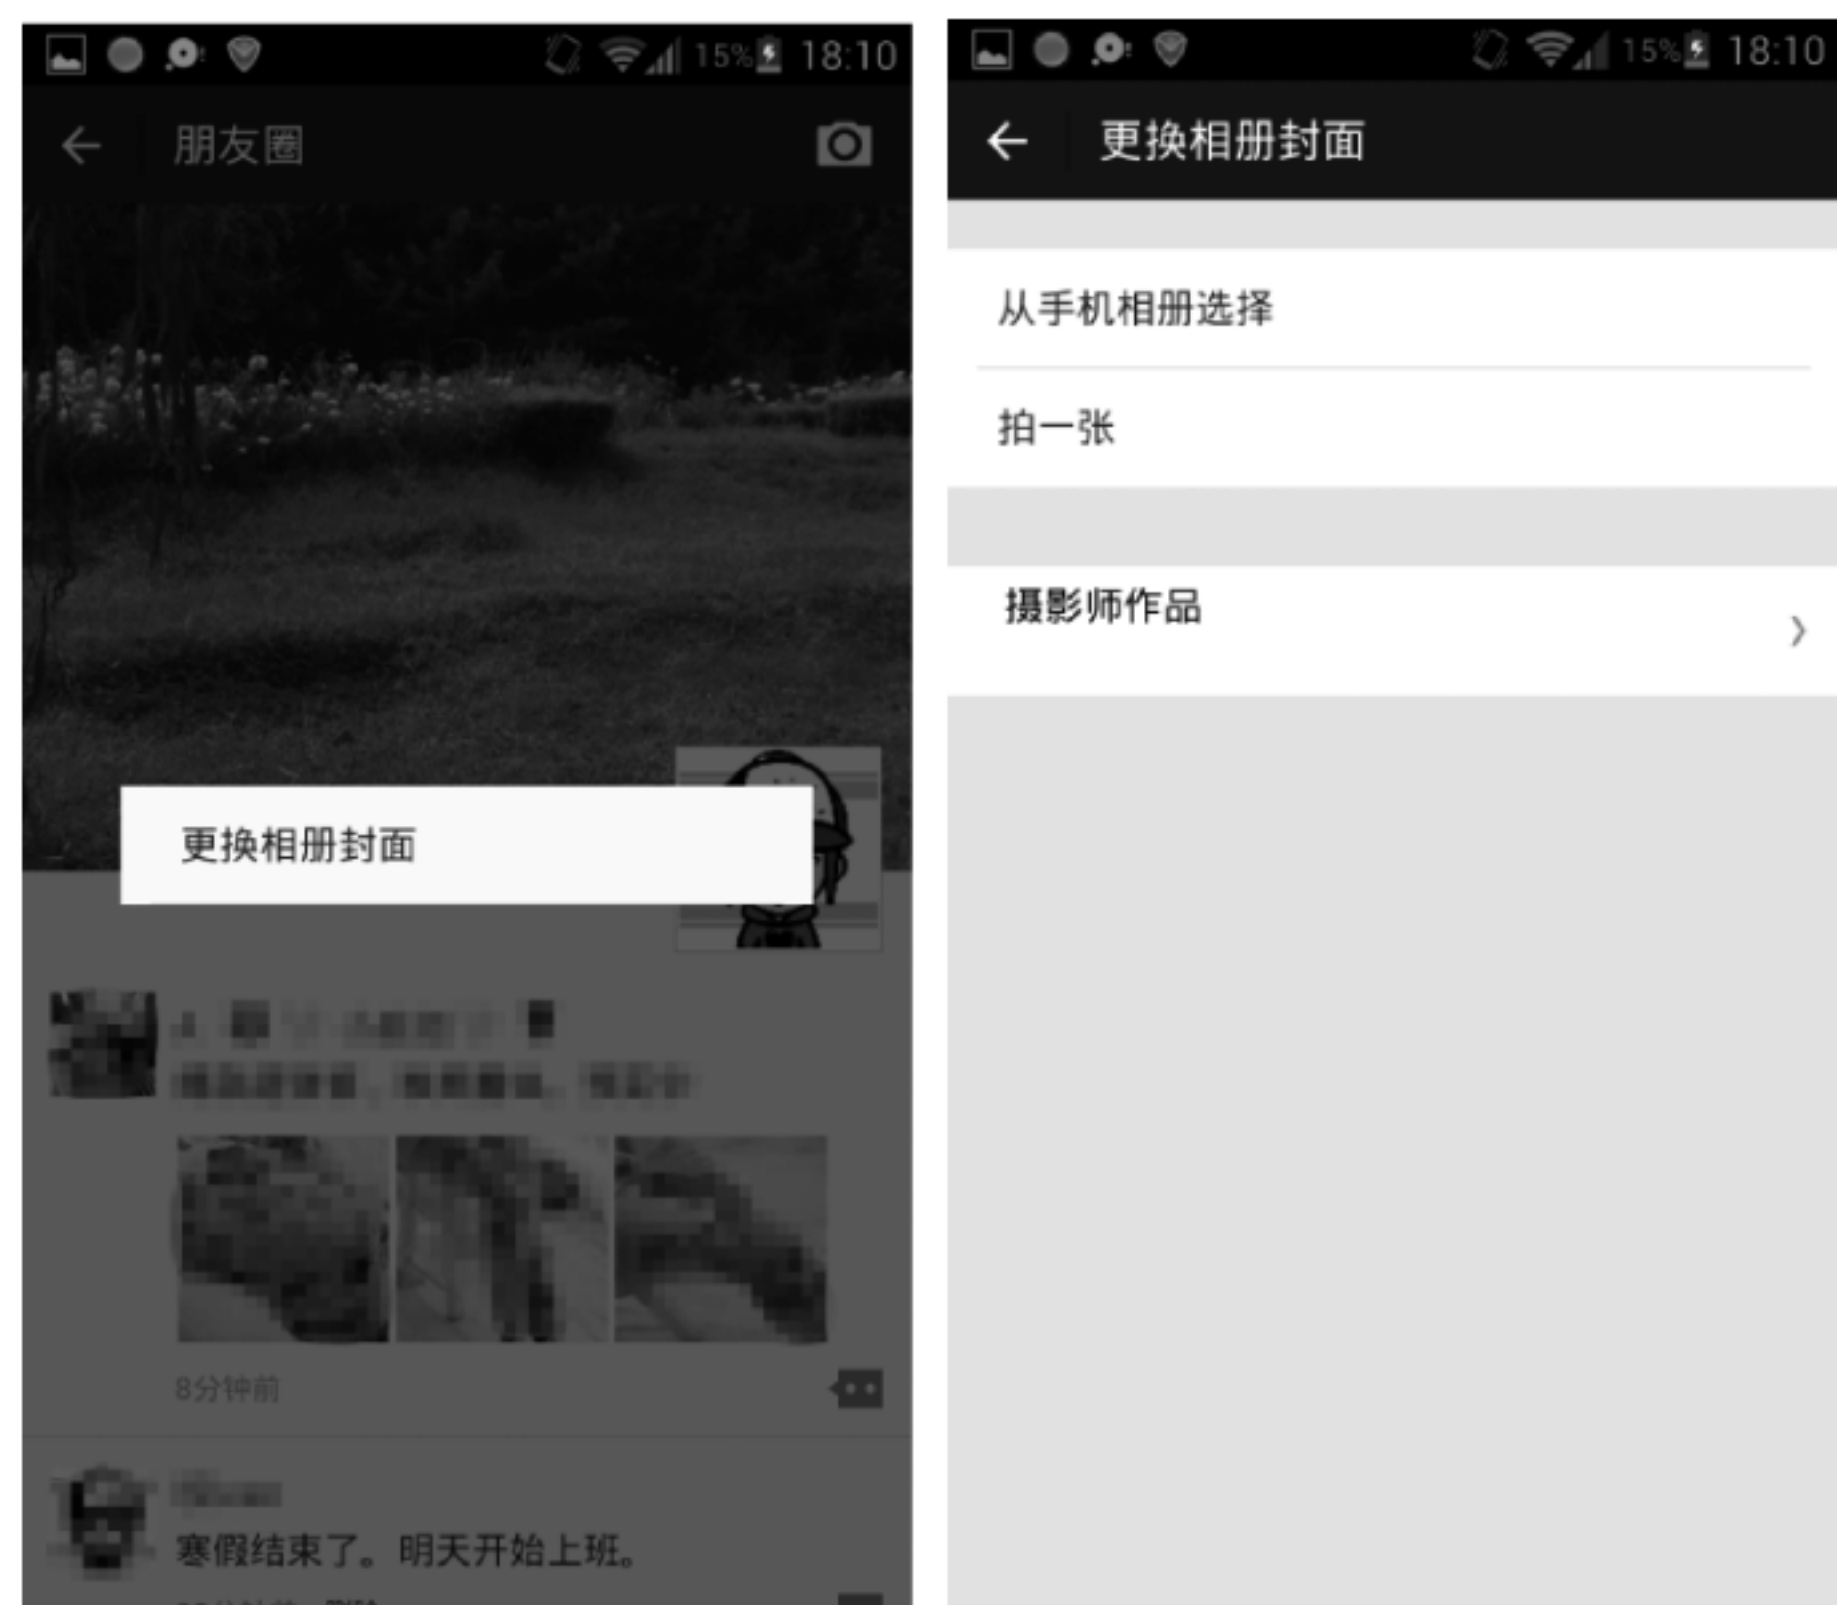 15% 18:10
朋友圈
更换相册封面
8分钟前
寒假结束了。明天开始上班。
15% 18:10
更换相册封面
从手机相册选择
拍一张
摄影师作品